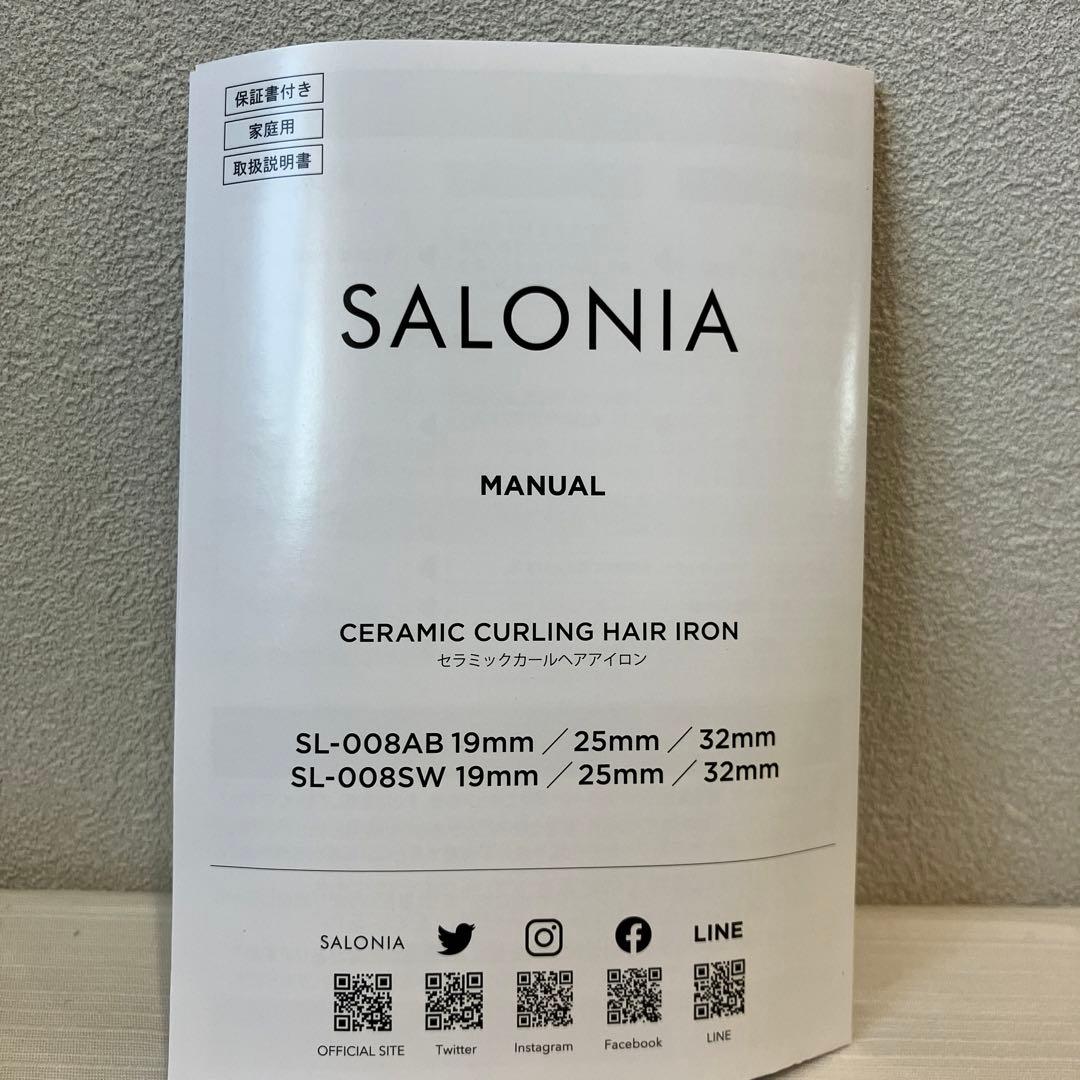 保証書付き
家庭用
取扱説明書
SALONIA
MANUAL
CERAMIC CURLING HAIR IRON
セラミックカールヘアアイロン
SL-008AB 19mm ／ 25mm ／ 32mm
SL-008SW 19mm ／ 25mm ／ 32mm
SALONIA
LINE
OFFICIAL SITE Twitter Instagram Facebook LINE